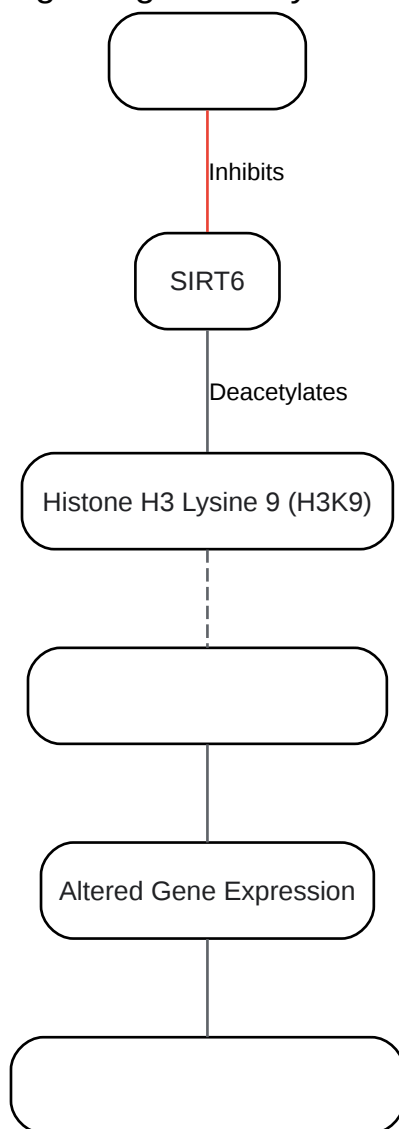 Inhibits
SIRT6
Deacetylates
Histone H3 Lysine 9 (H3K9)
Altered Gene Expression